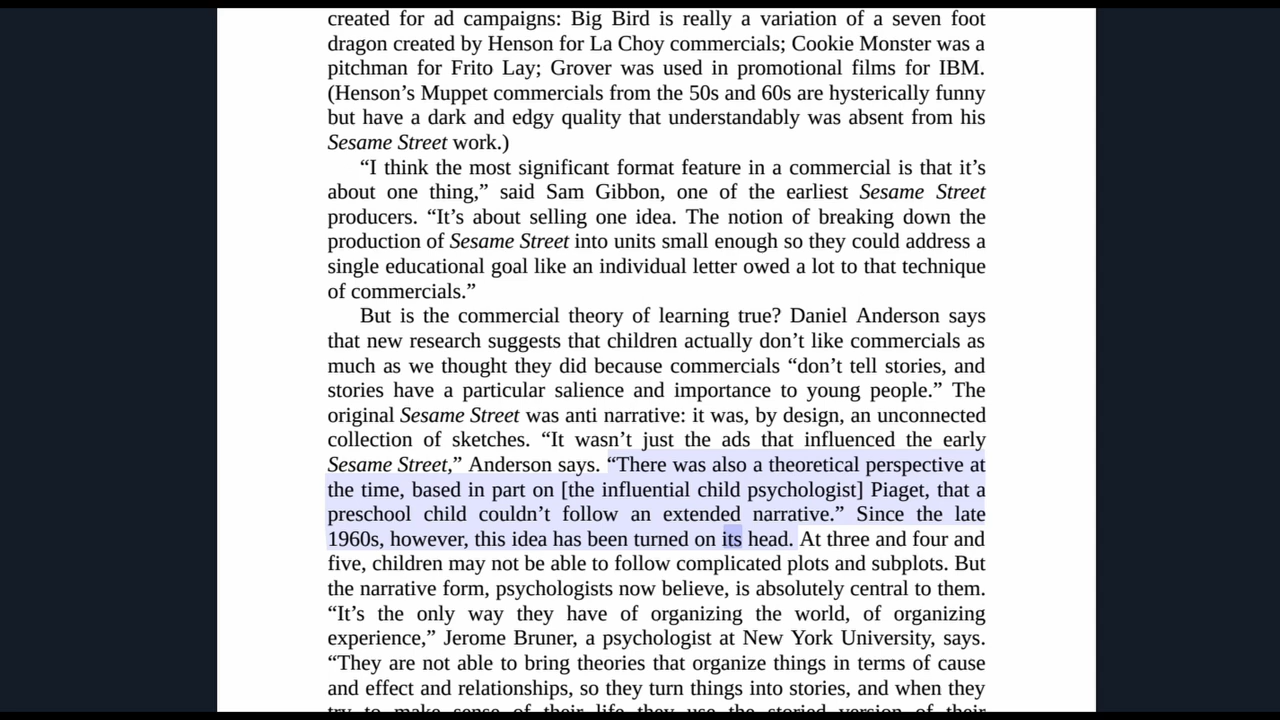 created for ad campaigns: Big Bird is really a variation of a seven foot
dragon created by Henson for La Choy commercials; Cookie Monster was a
pitchman for Frito Lay; Grover was used in promotional films for IBM.
(Henson’s Muppet commercials from the 50s and 60s are hysterically funny
but have a dark and edgy quality that understandably was absent from his
Sesame Street work.)
“I think the most significant format feature in a commercial is that it’s
about one thing,” said Sam Gibbon, one of the earliest Sesame Street
producers. “It’s about selling one idea. The notion of breaking down the
production of Sesame Street into units small enough so they could address a
single educational goal like an individual letter owed a lot to that technique
of commercials.”
But is the commercial theory of learning true? Daniel Anderson says
that new research suggests that children actually don’t like commercials as
much as we thought they did because commercials “don’t tell stories, and
stories have a particular salience and importance to young people.” The
original Sesame Street was anti narrative: it was, by design, an unconnected
collection of sketches. “It wasn’t just the ads that influenced the early
Sesame Street,” Anderson says. “There was also a theoretical perspective at
the time, based in part on [the influential child psychologist] Piaget, that a
preschool child couldn’t follow an extended narrative.” Since the late
1960s, however, this idea has been turned on its head. At three and four and
five, children may not be able to follow complicated plots and subplots. But
the narrative form, psychologists now believe, is absolutely central to them.
“It’s the only way they have of organizing the world, of organizing
experience,” Jerome Bruner, a psychologist at New York University, says.
“They are not able to bring theories that organize things in terms of cause
and effect and relationships, so they turn things into stories, and when they
try to make sense of their life they use the storied version of their